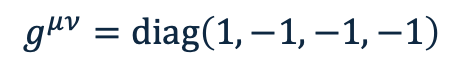 g^{μν} = diag(1, −1, −1, −1)